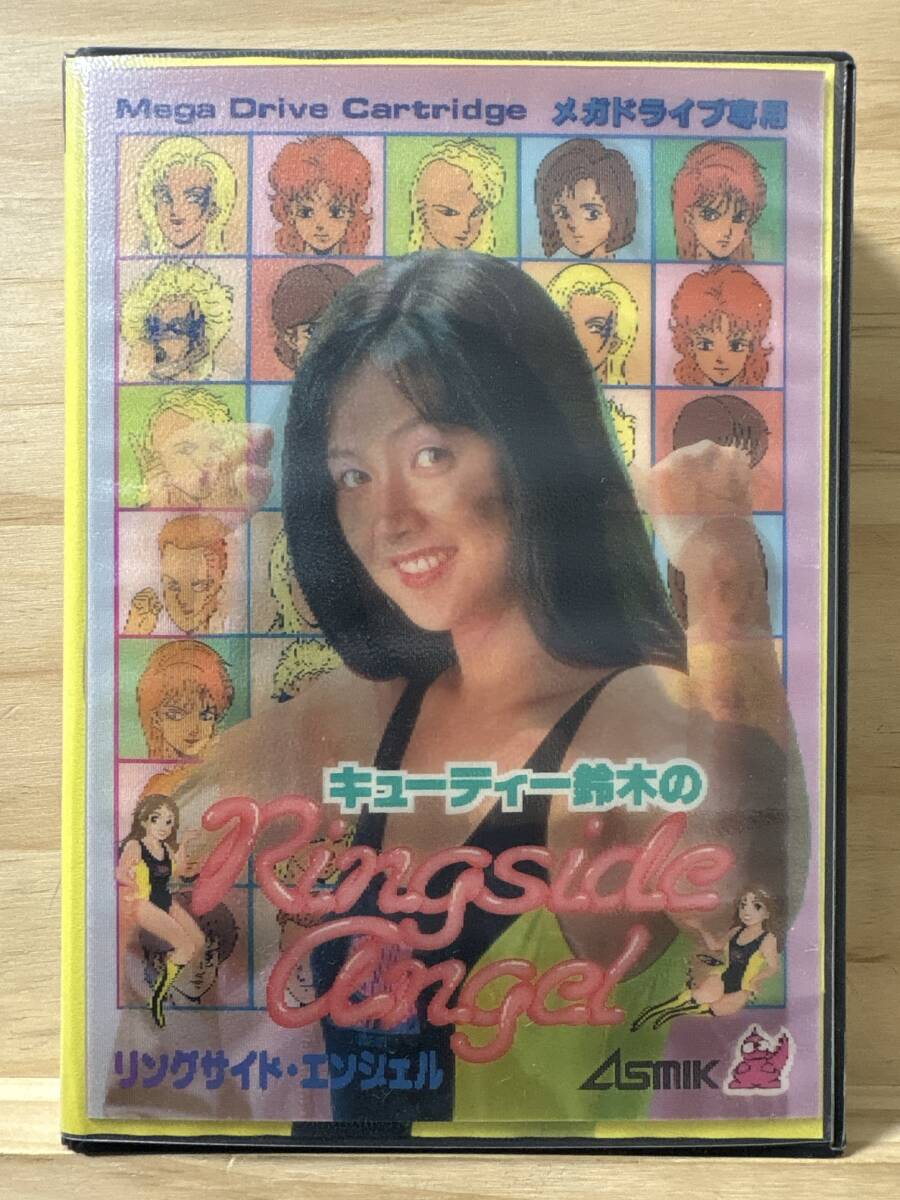 Mega Drive Cartridge メガドライブ専用
キューティー鈴木の
Ringside
Angel
リングサイド・エンジェル
ASMIK